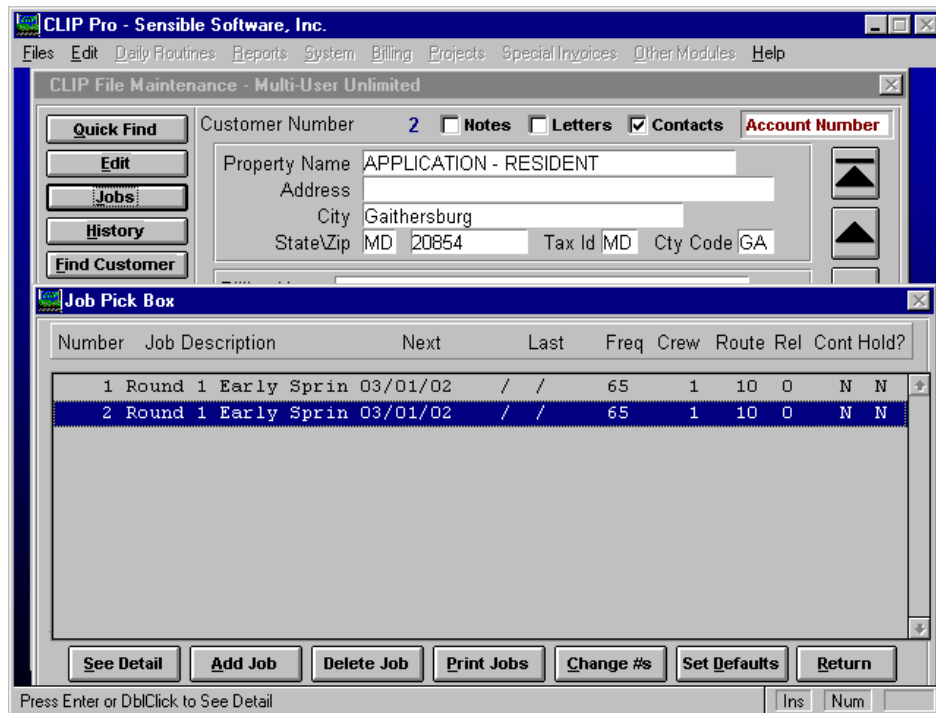 CLIP Pro - Sensible Software, Inc.
Files Edit Daily Routines Reports System Billing Projects Special Invoices Other Modules Help
CLIP File Maintenance - Multi-User Unlimited
Quick Find
Edit
Jobs
History
Find Customer
Customer Number 2 Notes Letters Contacts Account Number
Property Name APPLICATION - RESIDENT
Address
City Gaithersburg
State\Zip MD 20854 Tax Id MD Cty Code GA
Job Pick Box
Number Job Description Next Last Freq Crew Route Rel Cont Hold?
1 Round 1 Early Sprin 03/01/02 / / 65 1 10 0 N N
2 Round 1 Early Sprin 03/01/02 / / 65 1 10 0 N N
See Detail Add Job Delete Job Print Jobs Change #s Set Defaults Return
Press Enter or DblClick to See Detail Ins Num